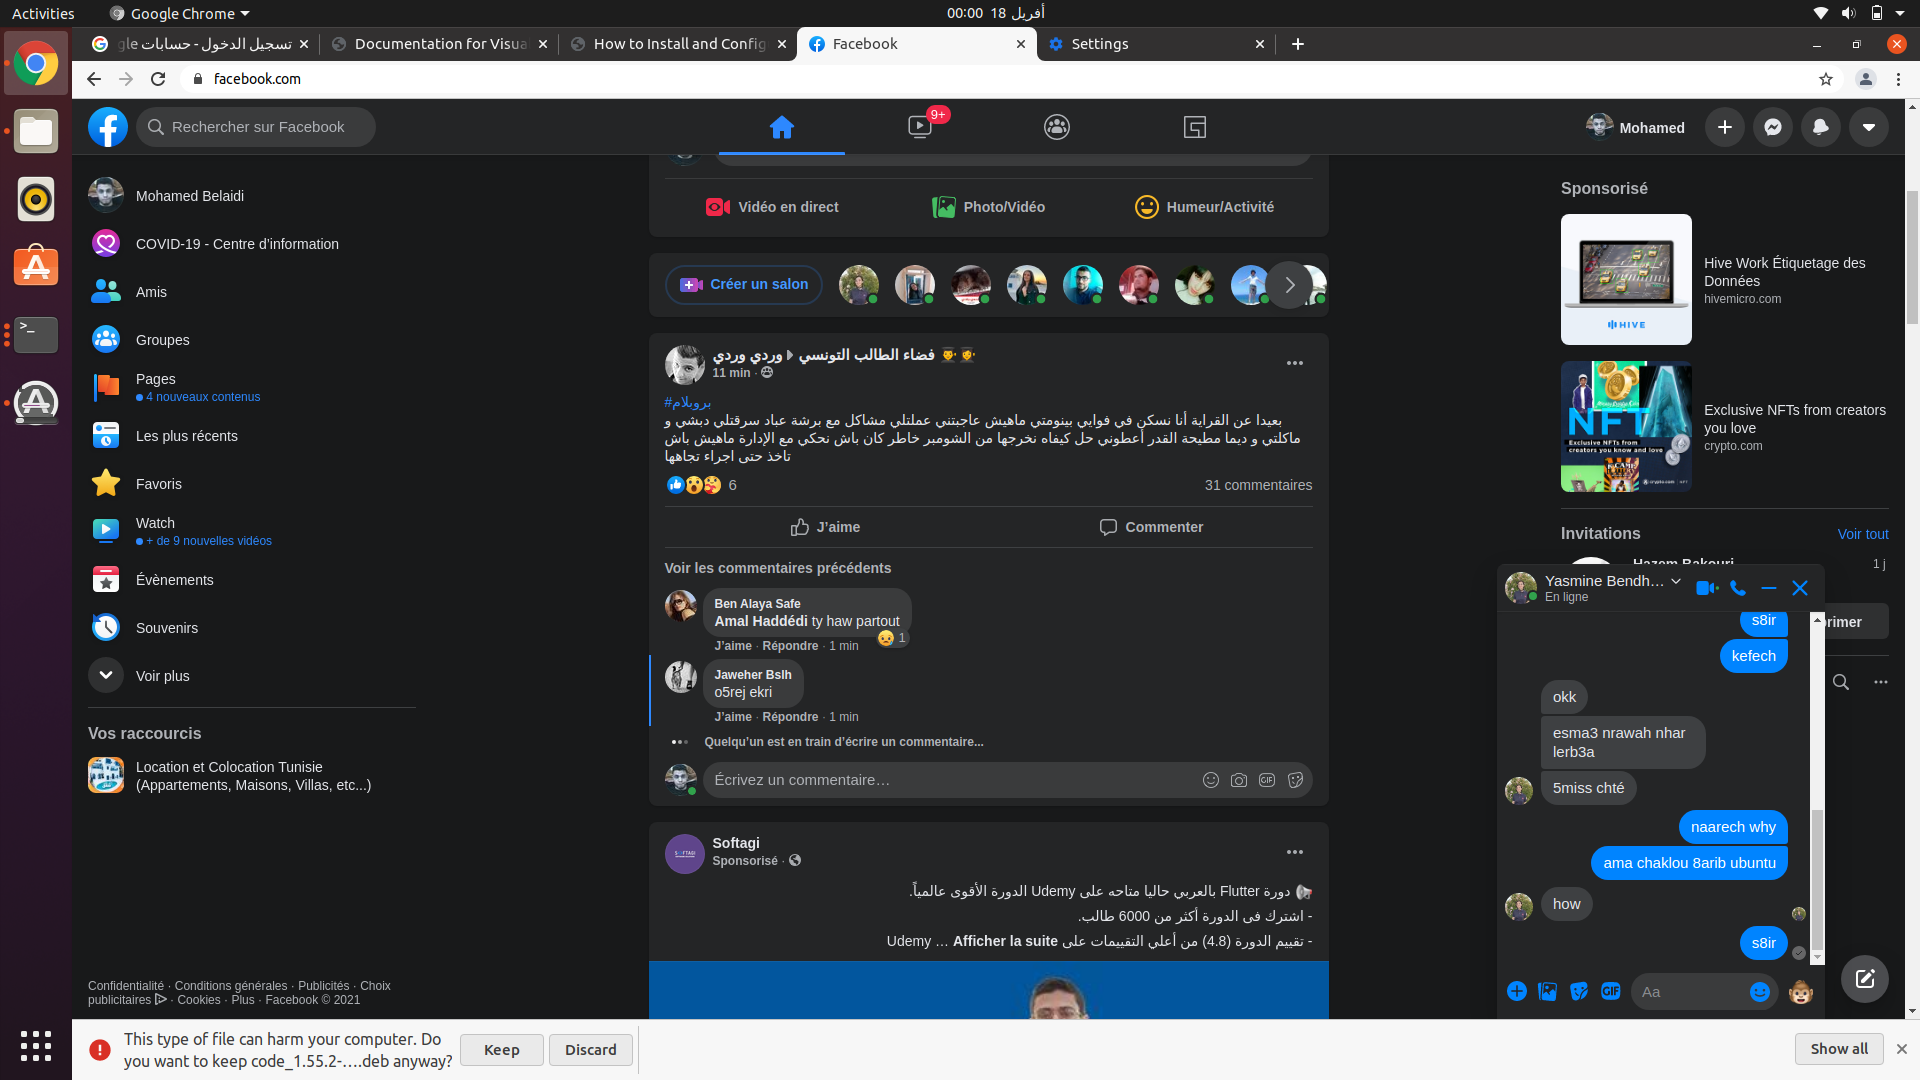 Activities
Google Chrome
أفريل 18 00:00
تسجيل الدخول - حسابات gle
Documentation for Visua
How to Install and Config
Facebook
Settings
facebook.com
Rechercher sur Facebook
9+
Mohamed
Mohamed Belaidi
COVID-19 - Centre d’information
Amis
Groupes
Pages
4 nouveaux contenus
Les plus récents
Favoris
Watch
+ de 9 nouvelles vidéos
Évènements
Souvenirs
Voir plus
Vos raccourcis
Location et Colocation Tunisie
(Appartements, Maisons, Villas, etc...)
Confidentialité · Conditions générales · Publicités · Choix
publicitaires · Cookies · Plus · Facebook © 2021
Vidéo en direct
Photo/Vidéo
Humeur/Activité
Créer un salon
وردي وردي
فضاء الطالب التونسي 👨‍🎓👩‍🎓
11 min ·
#بروبلام
بعيدا عن القراية أنا نسكن في فوايي بينومتي ماهيش عاجبتني عملتلي مشاكل مع برشة عباد سرقتلي دبشي و
ماكلتي و ديما مطيحة القدر أعطوني حل كيفاه نخرجها من الشومبر خاطر كان باش نحكي مع الإدارة ماهيش باش
تاخذ حتى اجراء تجاهها
6
31 commentaires
J’aime
Commenter
Voir les commentaires précédents
Ben Alaya Safe
Amal Haddédi ty haw partout
1
J’aime · Répondre · 1 min
Jaweher Bslh
o5rej ekri
J’aime · Répondre · 1 min
Quelqu’un est en train d’écrire un commentaire...
Écrivez un commentaire…
GIF
Softagi
Sponsorisé ·
دورة Flutter بالعربي حاليا متاحه على Udemy الدورة الأقوى عالمياً.
- اشترك فى الدورة أكثر من 6000 طالب.
- تقييم الدورة (4.8) من أعلي التقييمات على Udemy … Afficher la suite
Sponsorisé
HIVE
Hive Work Étiquetage des
Données
hivemicro.com
NFT
Exclusive NFTs from
creators you know and love
crypto.com | NFT
Exclusive NFTs from creators
you love
crypto.com
Invitations
Voir tout
Hazem Bakouri
1 j
primer
Yasmine Bendh…
En ligne
s8ir
kefech
okk
esma3 nrawah nhar
lerb3a
5miss chté
naarech why
ama chaklou 8arib ubuntu
how
s8ir
GIF
Aa
This type of file can harm your computer. Do
you want to keep code_1.55.2-….deb anyway?
Keep
Discard
Show all